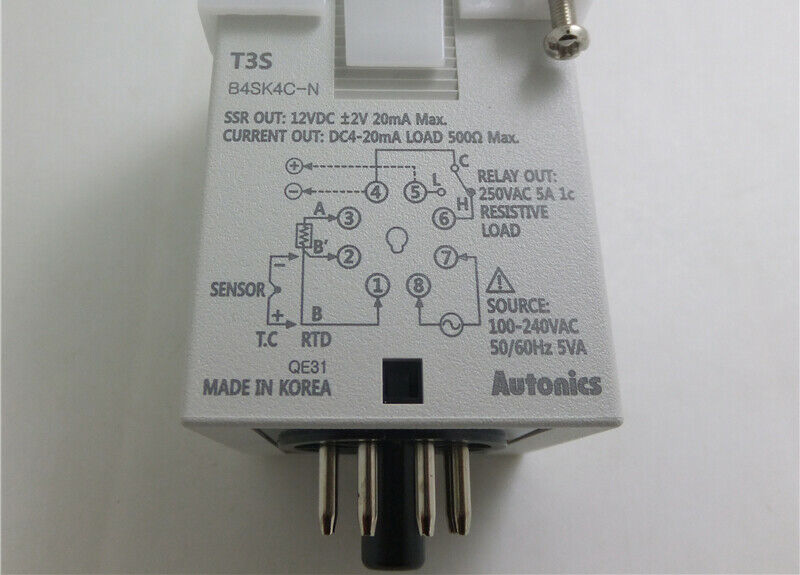 T3S
B4SK4C-N
SSR OUT: 12VDC ±2V 20mA Max.
CURRENT OUT: DC4-20mA LOAD 500Ω Max.
+
−
4
5
L
C
H
6
RELAY OUT:
250VAC 5A 1c
RESISTIVE
LOAD
A
3
B'
2
7
−
SENSOR
+
T.C
RTD
B
1
8
SOURCE:
100-240VAC
50/60Hz 5VA
QE31
MADE IN KOREA
Autonics